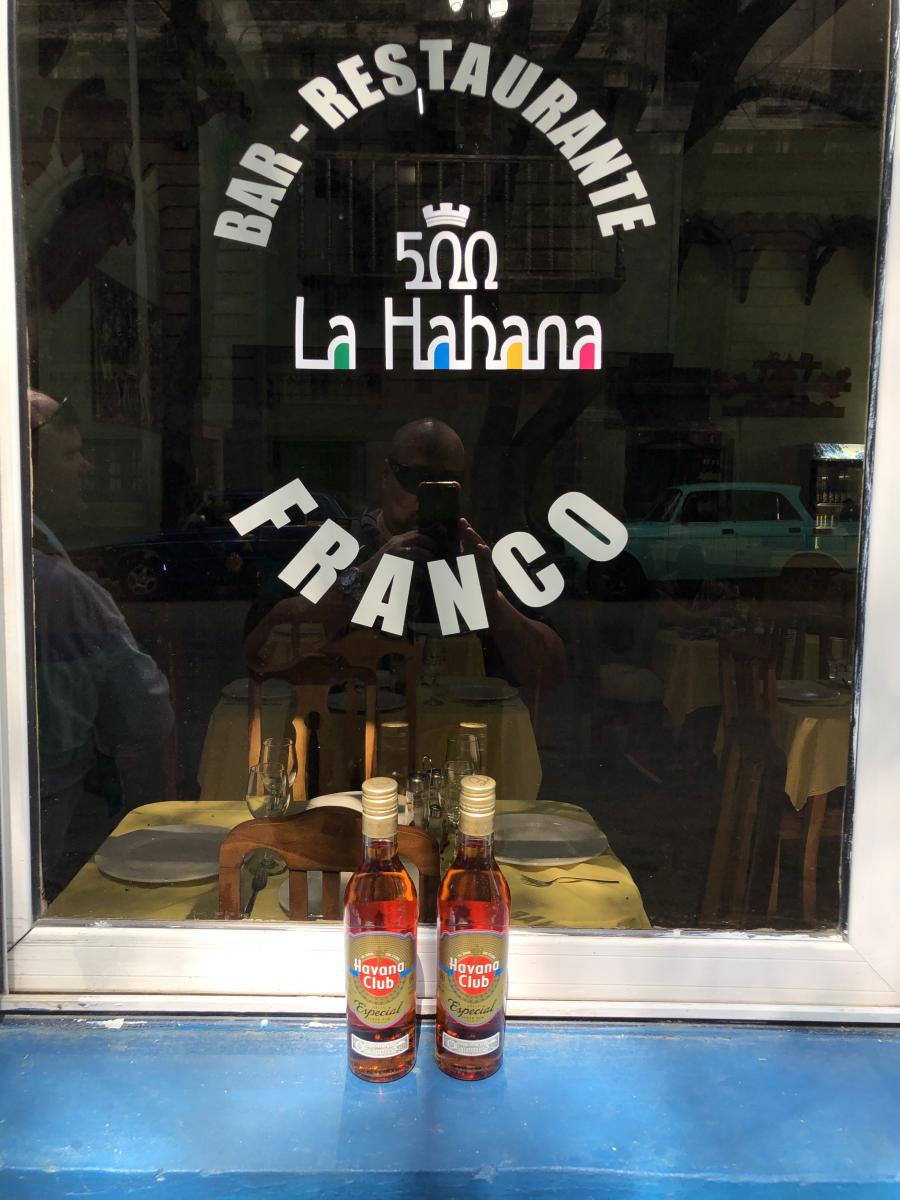 BAR - RESTAURANTE
500
La Habana
FRANCO
Havana
Club
Especial
Havana
Club
Especial